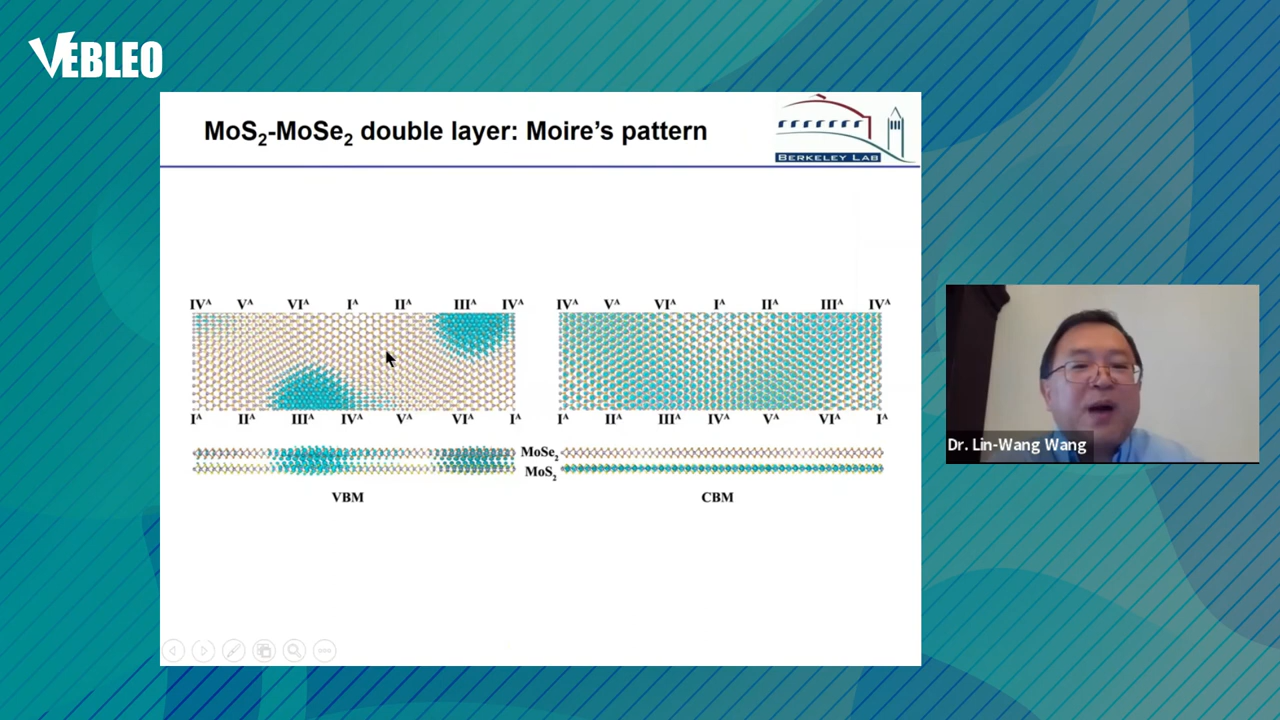 VEBLEO
MoS₂-MoSe₂ double layer: Moire's pattern
BERKELEY LAB
IVᴬ Vᴬ VIᴬ Iᴬ IIᴬ IIIᴬ IVᴬ
IVᴬ Vᴬ VIᴬ Iᴬ IIᴬ IIIᴬ IVᴬ
Iᴬ IIᴬ IIIᴬ IVᴬ Vᴬ VIᴬ Iᴬ
Iᴬ IIᴬ IIIᴬ IVᴬ Vᴬ VIᴬ Iᴬ
MoSe₂
MoS₂
VBM
CBM
Dr. Lin-Wang Wang